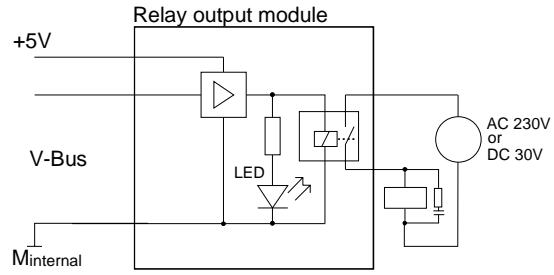 Relay output module
+5V
AC 230V
or
DC 30V
V-Bus
LED
Minternal